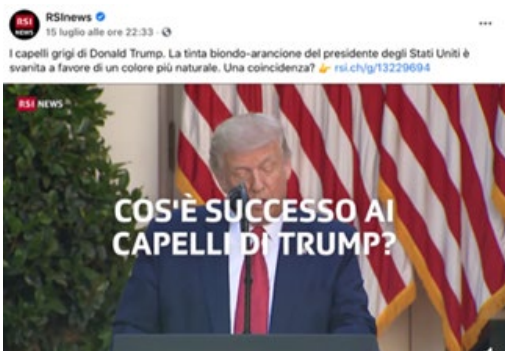 RSI
NEWS
RSInews
15 luglio alle ore 22:33 ·
I capelli grigi di Donald Trump. La tinta biondo-arancione del presidente degli Stati Uniti è
svanita a favore di un colore più naturale. Una coincidenza? 👉 rsi.ch/g/13229694
RSI NEWS
COS'È SUCCESSO AI
CAPELLI DI TRUMP?